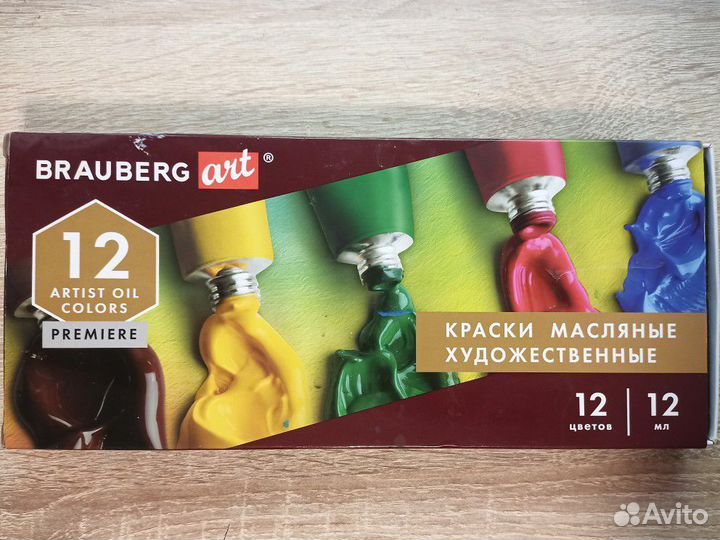 BRAUBERG art ®
12
ARTIST OIL
COLORS
PREMIERE
КРАСКИ МАСЛЯНЫЕ
ХУДОЖЕСТВЕННЫЕ
12 | 12
цветов | мл
Avito